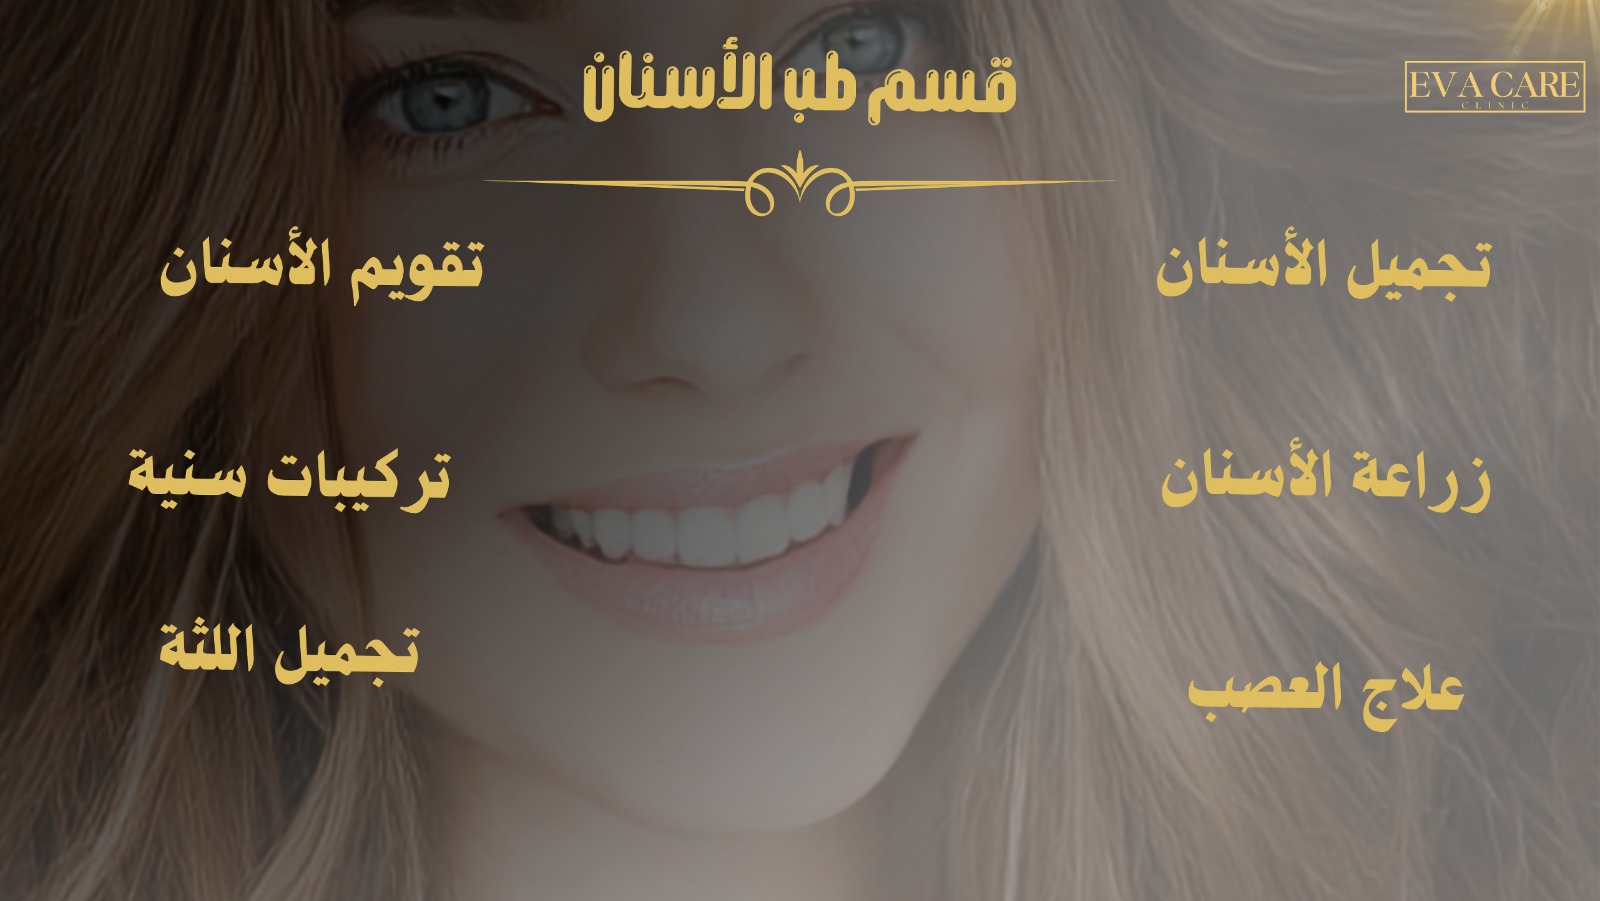 قسم طب الأسنان
EVA CARE
CLINIC
تجميل الأسنان
تقويم الأسنان
زراعة الأسنان
تركيبات سنية
علاج العصب
تجميل اللثة